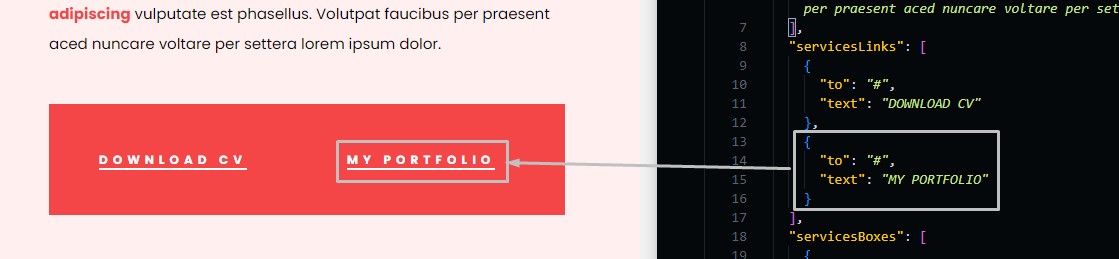 adipiscing vulputate est phasellus. Volutpat faucibus per praesent
aced nuncare voltare per settera lorem ipsum dolor.
DOWNLOAD CV
MY PORTFOLIO
per praesent aced nuncare voltare per set
7 ],
8 "servicesLinks": [
9 {
10 "to": "#",
11 "text": "DOWNLOAD CV"
12 },
13 {
14 "to": "#",
15 "text": "MY PORTFOLIO"
16 }
17 ],
18 "servicesBoxes": [
19 {